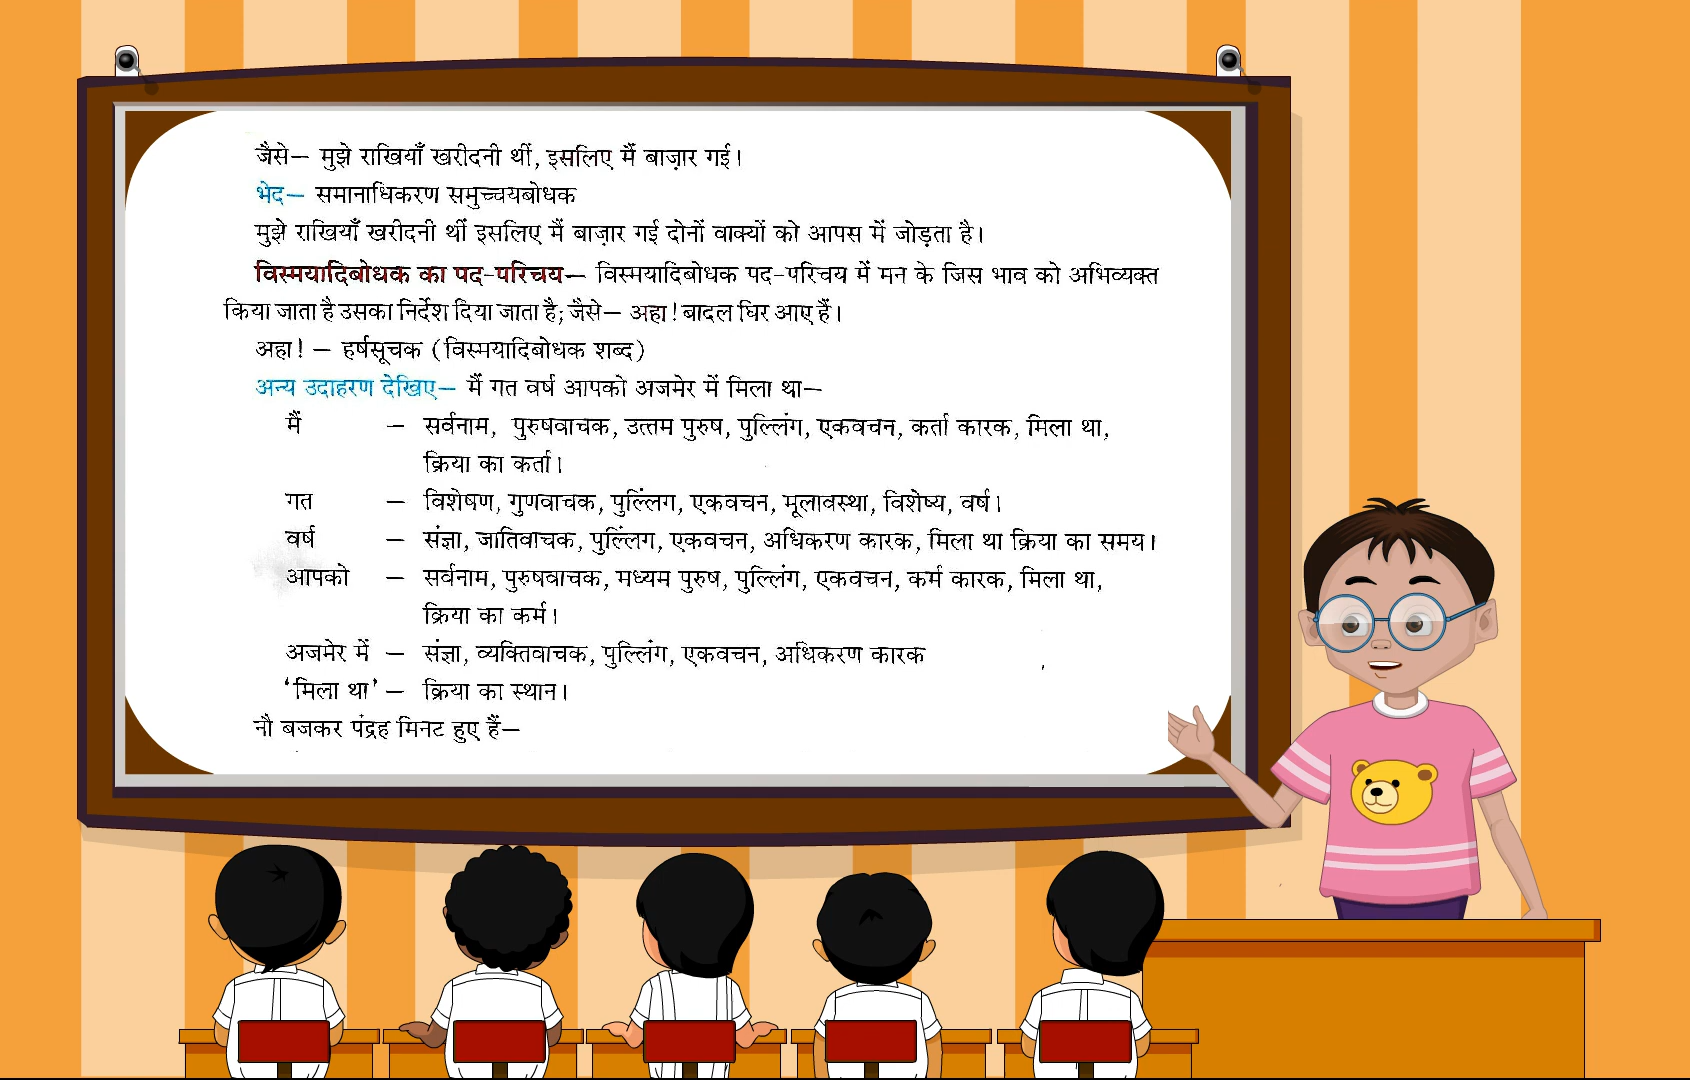 जैसे— मुझे राखियाँ खरीदनी थीं, इसलिए मैं बाज़ार गई।
भेद— समानाधिकरण समुच्चयबोधक
मुझे राखियाँ खरीदनी थीं इसलिए मैं बाज़ार गई दोनों वाक्यों को आपस में जोड़ता है।
विस्मयादिबोधक का पद-परिचय— विस्मयादिबोधक पद-परिचय में मन के जिस भाव को अभिव्यक्त
किया जाता है उसका निर्देश दिया जाता है; जैसे— अहा! बादल घिर आए हैं।
अहा! — हर्षसूचक (विस्मयादिबोधक शब्द)
अन्य उदाहरण देखिए— मैं गत वर्ष आपको अजमेर में मिला था—
मैं — सर्वनाम, पुरुषवाचक, उत्तम पुरुष, पुल्लिंग, एकवचन, कर्ता कारक, मिला था,
क्रिया का कर्ता।
गत — विशेषण, गुणवाचक, पुल्लिंग, एकवचन, मूलावस्था, विशेष्य, वर्ष।
वर्ष — संज्ञा, जातिवाचक, पुल्लिंग, एकवचन, अधिकरण कारक, मिला था क्रिया का समय।
आपको — सर्वनाम, पुरुषवाचक, मध्यम पुरुष, पुल्लिंग, एकवचन, कर्म कारक, मिला था,
क्रिया का कर्म।
अजमेर में — संज्ञा, व्यक्तिवाचक, पुल्लिंग, एकवचन, अधिकरण कारक
‘मिला था’ — क्रिया का स्थान।
नौ बजकर पंद्रह मिनट हुए हैं—